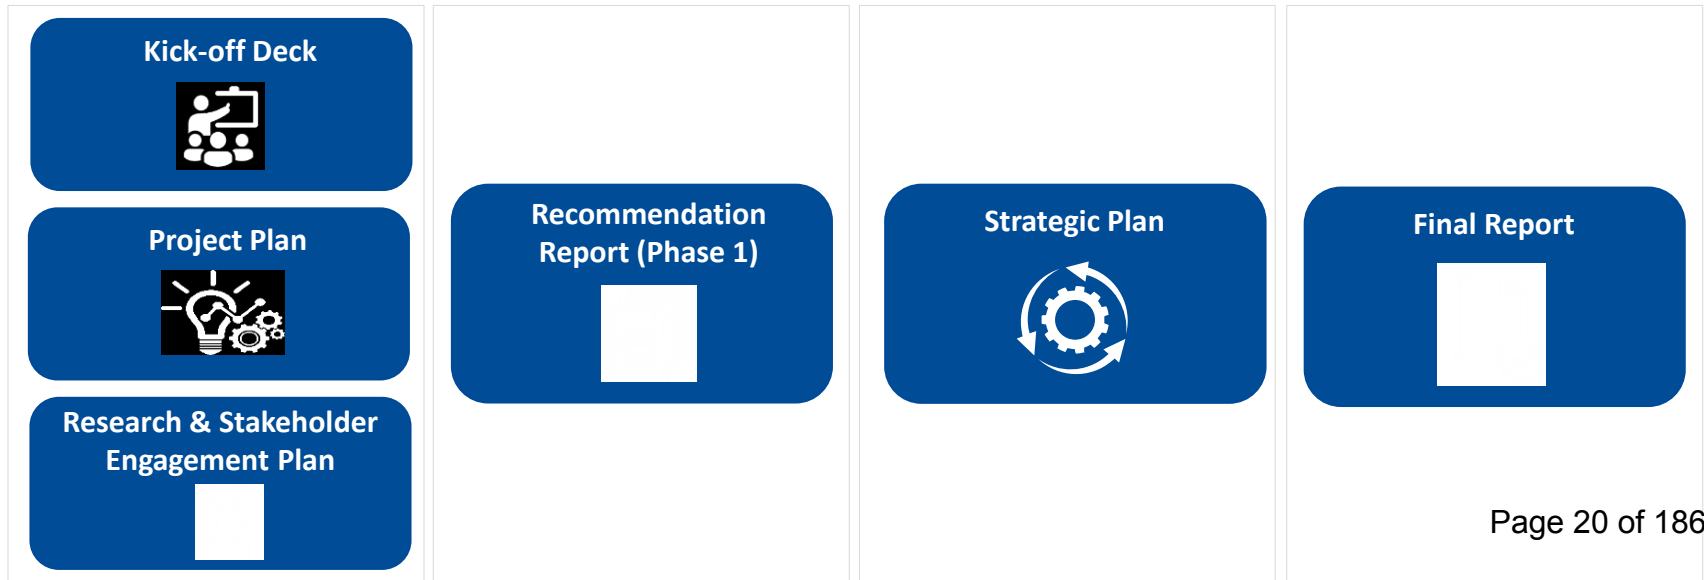 Kick-off Deck
Project Plan
Research & Stakeholder
Engagement Plan
Recommendation
Report (Phase 1)
Strategic Plan
Final Report
Page 20 of 186